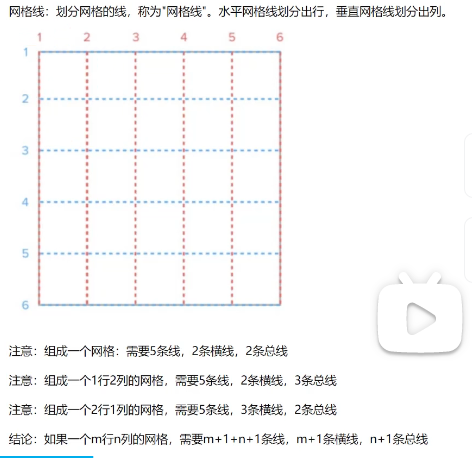 网格线：划分网格的线，称为"网格线"。水平网格线划分出行，垂直网格线划分出列。
1 2 3 4 5 6
1
2
3
4
5
6
注意：组成一个网格：需要5条线，2条横线，2条总线
注意：组成一个1行2列的网格，需要5条线，2条横线，3条总线
注意：组成一个2行1列的网格，需要5条线，3条横线，2条总线
结论：如果一个m行n列的网格，需要m+1+n+1条线，m+1条横线，n+1条总线